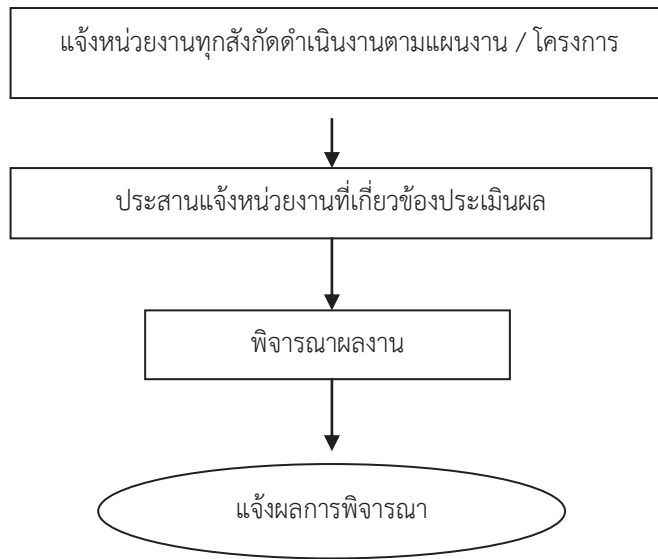 แจ้งหน่วยงานทุกสังกัดดำเนินงานตามแผนงาน / โครงการ
ประสานแจ้งหน่วยงานที่เกี่ยวข้องประเมินผล
พิจารณาผลงาน
แจ้งผลการพิจารณา